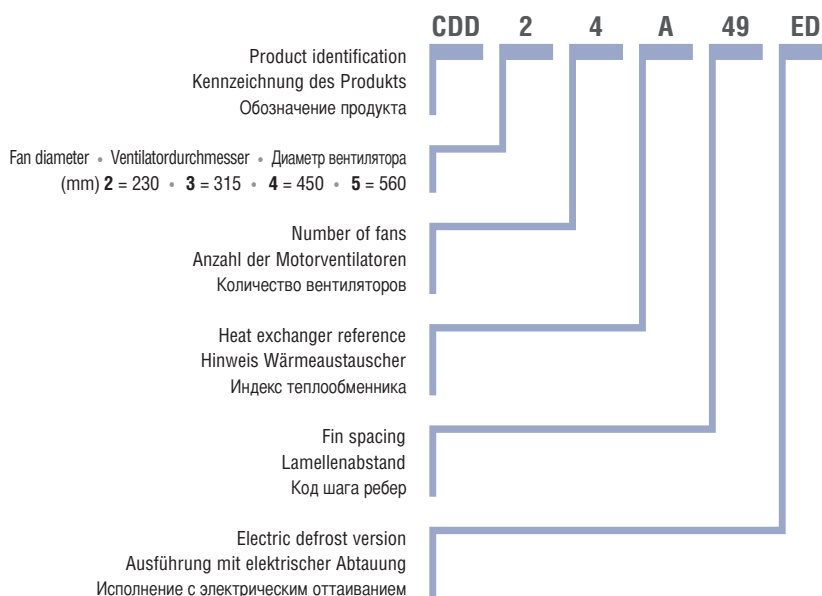 CDD 2 4 A 49 ED
Product identification
Kennzeichnung des Produkts
Обозначение продукта
Fan diameter • Ventilatordurchmesser • Диаметр вентилятора
(mm) 2 = 230 • 3 = 315 • 4 = 450 • 5 = 560
Number of fans
Anzahl der Motorventilatoren
Количество вентиляторов
Heat exchanger reference
Hinweis Wärmeaustauscher
Индекс теплообменника
Fin spacing
Lamellenabstand
Код шага ребер
Electric defrost version
Ausführung mit elektrischer Abtauung
Исполнение с электрическим оттаиванием